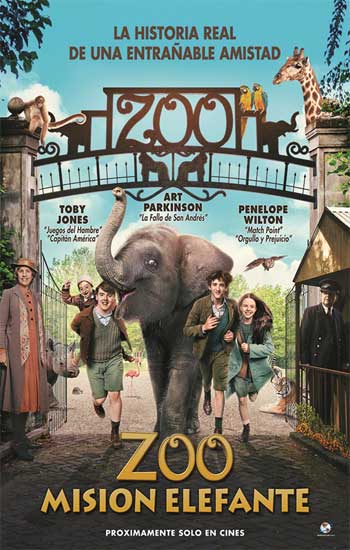 LA HISTORIA REAL
DE UNA ENTRAÑABLE AMISTAD
ZOO
TOBY
JONES
"Juegos del Hombre"
"Capitán América"
ART
PARKINSON
"La Falla de San Andrés"
PENELOPE
WILTON
"Match Point"
"Orgullo y Prejuicio"
ZOO
MISION ELEFANTE
PROXIMAMENTE SOLO EN CINES